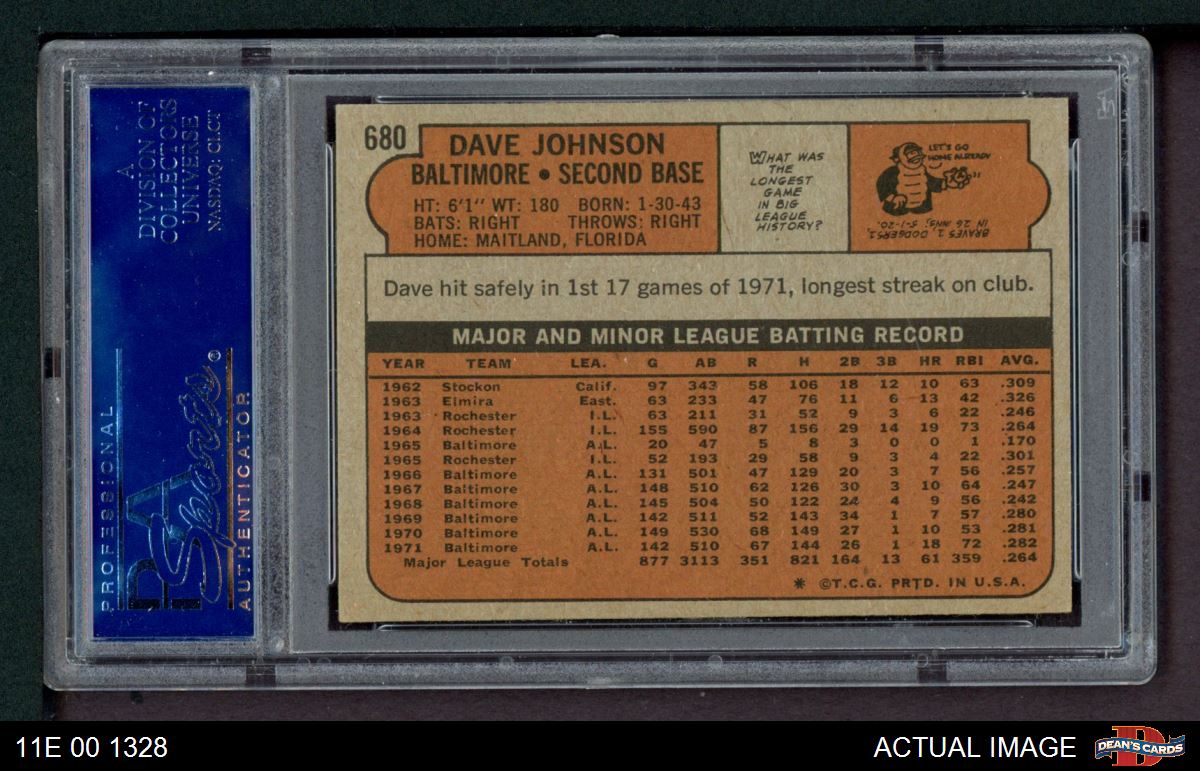 A
DIVISION OF
COLLECTORS
UNIVERSE
NASDAQ: CLCT
PROFESSIONAL
PSA
Sports®
AUTHENTICATOR
680
DAVE JOHNSON
BALTIMORE • SECOND BASE
HT: 6'1" WT: 180 BORN: 1-30-43
BATS: RIGHT THROWS: RIGHT
HOME: MAITLAND, FLORIDA
WHAT WAS
THE
LONGEST
GAME
IN BIG
LEAGUE
HISTORY?
LET'S GO
HOME ALREADY
BRAVES 1, DODGERS 1,
IN 26 INNS; 5-1-20.
Dave hit safely in 1st 17 games of 1971, longest streak on club.
MAJOR AND MINOR LEAGUE BATTING RECORD
YEAR TEAM LEA. G AB R H 2B 3B HR RBI AVG.
1962 Stockon Calif. 97 343 58 106 18 12 10 63 .309
1963 Elmira East. 63 233 47 76 11 6 13 42 .326
1963 Rochester I.L. 63 211 31 52 9 3 6 22 .246
1964 Rochester I.L. 155 590 87 156 29 14 19 73 .264
1965 Baltimore A.L. 20 47 5 8 3 0 0 1 .170
1965 Rochester I.L. 52 193 29 58 9 3 4 22 .301
1966 Baltimore A.L. 131 501 47 129 20 3 7 56 .257
1967 Baltimore A.L. 148 510 62 126 30 3 10 64 .247
1968 Baltimore A.L. 145 504 50 122 24 4 9 56 .242
1969 Baltimore A.L. 142 511 52 143 34 1 7 57 .280
1970 Baltimore A.L. 149 530 68 149 27 1 10 53 .281
1971 Baltimore A.L. 142 510 67 144 26 1 18 72 .282
Major League Totals 877 3113 351 821 164 13 61 359 .264
* ©T.C.G. PRTD. IN U.S.A.
11E 00 1328
ACTUAL IMAGE
D
DEAN'S CARDS